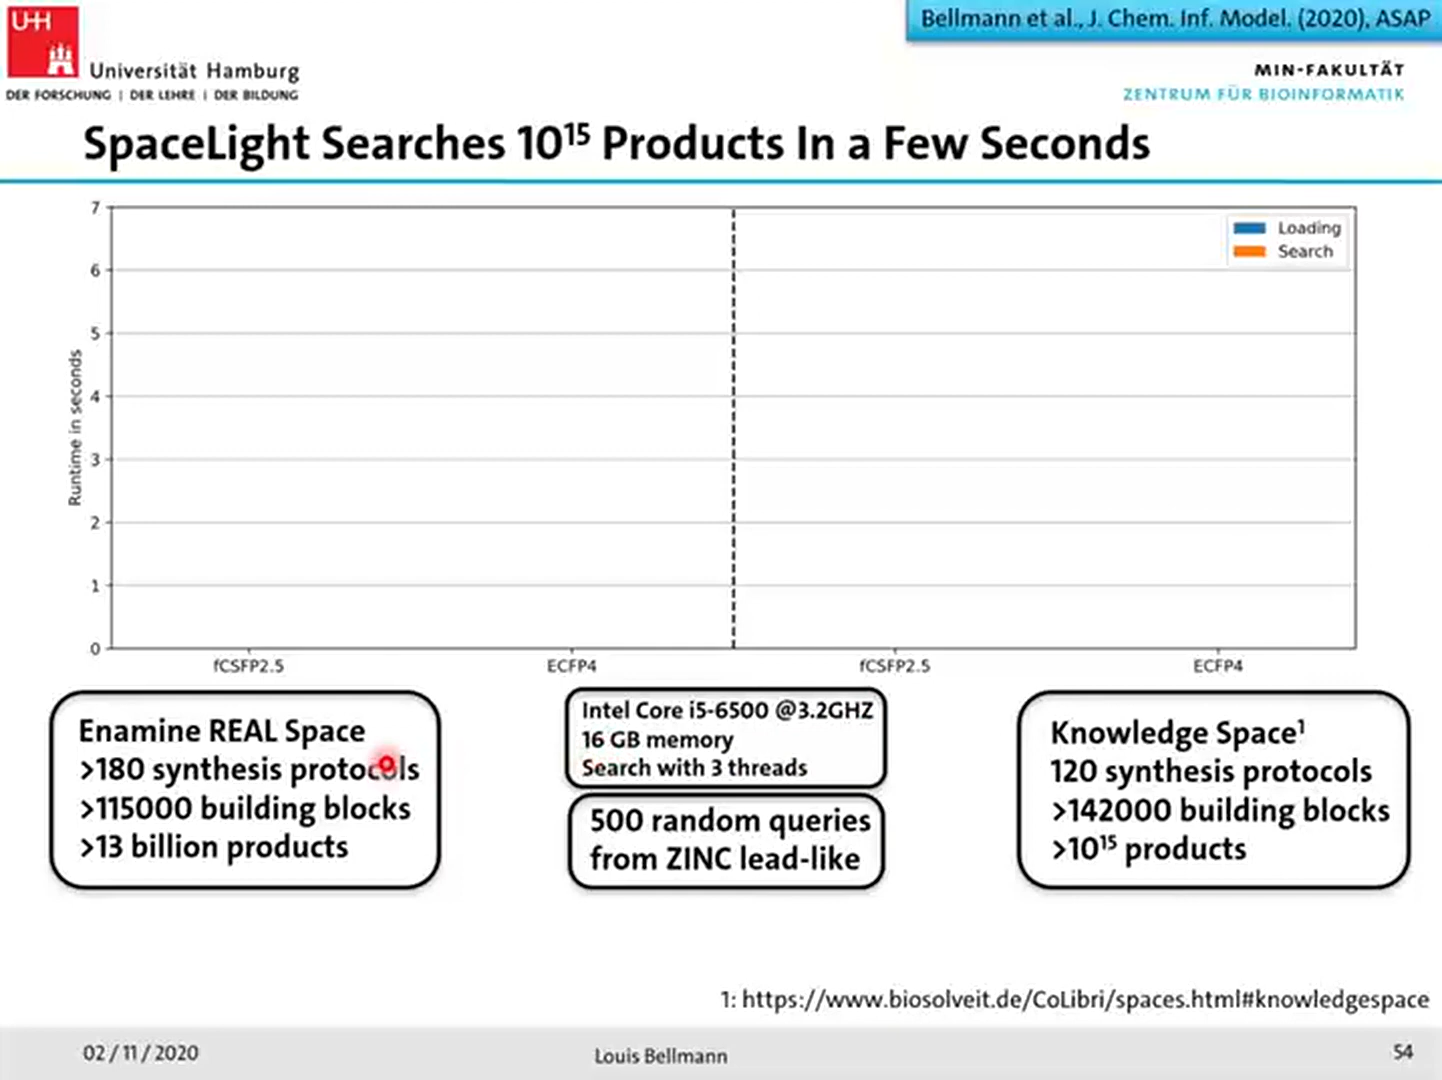 UHH
Bellmann et al., J. Chem. Inf. Model. (2020), ASAP
Universität Hamburg
DER FORSCHUNG | DER LEHRE | DER BILDUNG
MIN-FAKULTÄT
ZENTRUM FÜR BIOINFORMATIK
SpaceLight Searches 10¹⁵ Products In a Few Seconds
Runtime in seconds
7
6
5
4
3
2
1
0
Loading
Search
fCSFP2.5
ECFP4
fCSFP2.5
ECFP4
Enamine REAL Space
>180 synthesis protocols
>115000 building blocks
>13 billion products
Intel Core i5-6500 @3.2GHZ
16 GB memory
Search with 3 threads
500 random queries
from ZINC lead-like
Knowledge Space¹
120 synthesis protocols
>142000 building blocks
>10¹⁵ products
1: https://www.biosolveit.de/CoLibri/spaces.html#knowledgespace
02 / 11 / 2020
Louis Bellmann
54